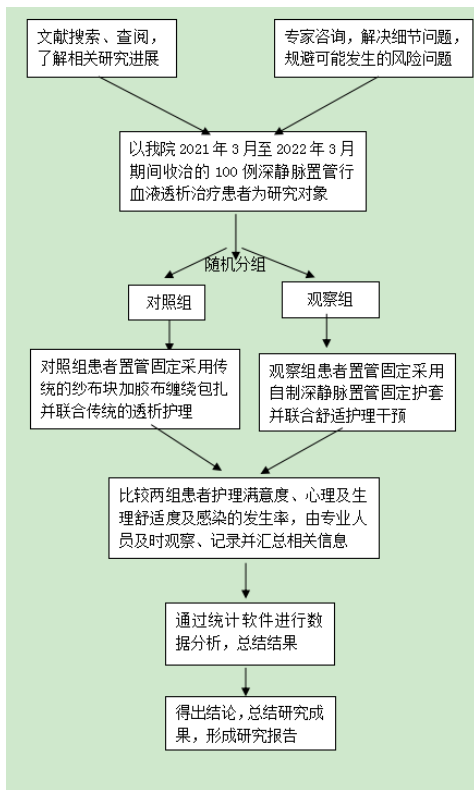 文献搜索、查阅，
了解相关研究进展
专家咨询，解决细节问题，
规避可能发生的风险问题
以我院 2021 年 3 月至 2022 年 3 月
期间收治的 100 例深静脉置管行
血液透析治疗患者为研究对象
随机分组
对照组
观察组
对照组患者置管固定采用传
统的纱布块加胶布缠绕包扎
并联合传统的透析护理
观察组患者置管固定采用
自制深静脉置管固定护套
并联合舒适护理干预
比较两组患者护理满意度、心理及生
理舒适度及感染的发生率，由专业人
员及时观察、记录并汇总相关信息
通过统计软件进行数
据分析，总结结果
得出结论，总结研究成
果，形成研究报告